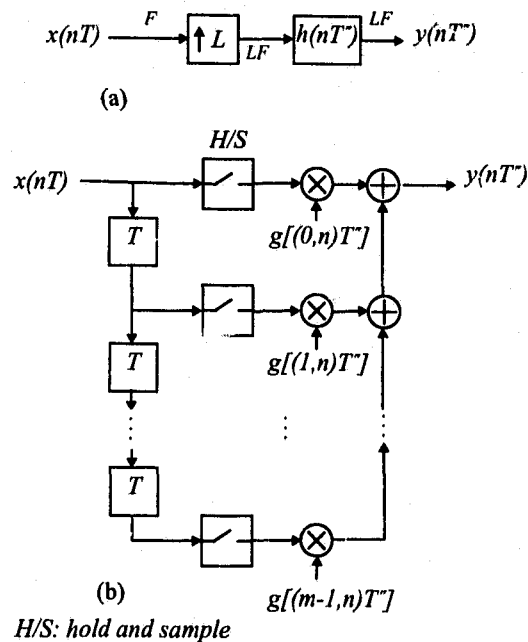 x(nT) F ↑ L LF h(nT″) LF y(nT″)
(a)
H/S
x(nT) y(nT″)
T g[(0,n)T″]
T g[(1,n)T″]
T
g[(m-1,n)T″]
(b)
H/S: hold and sample